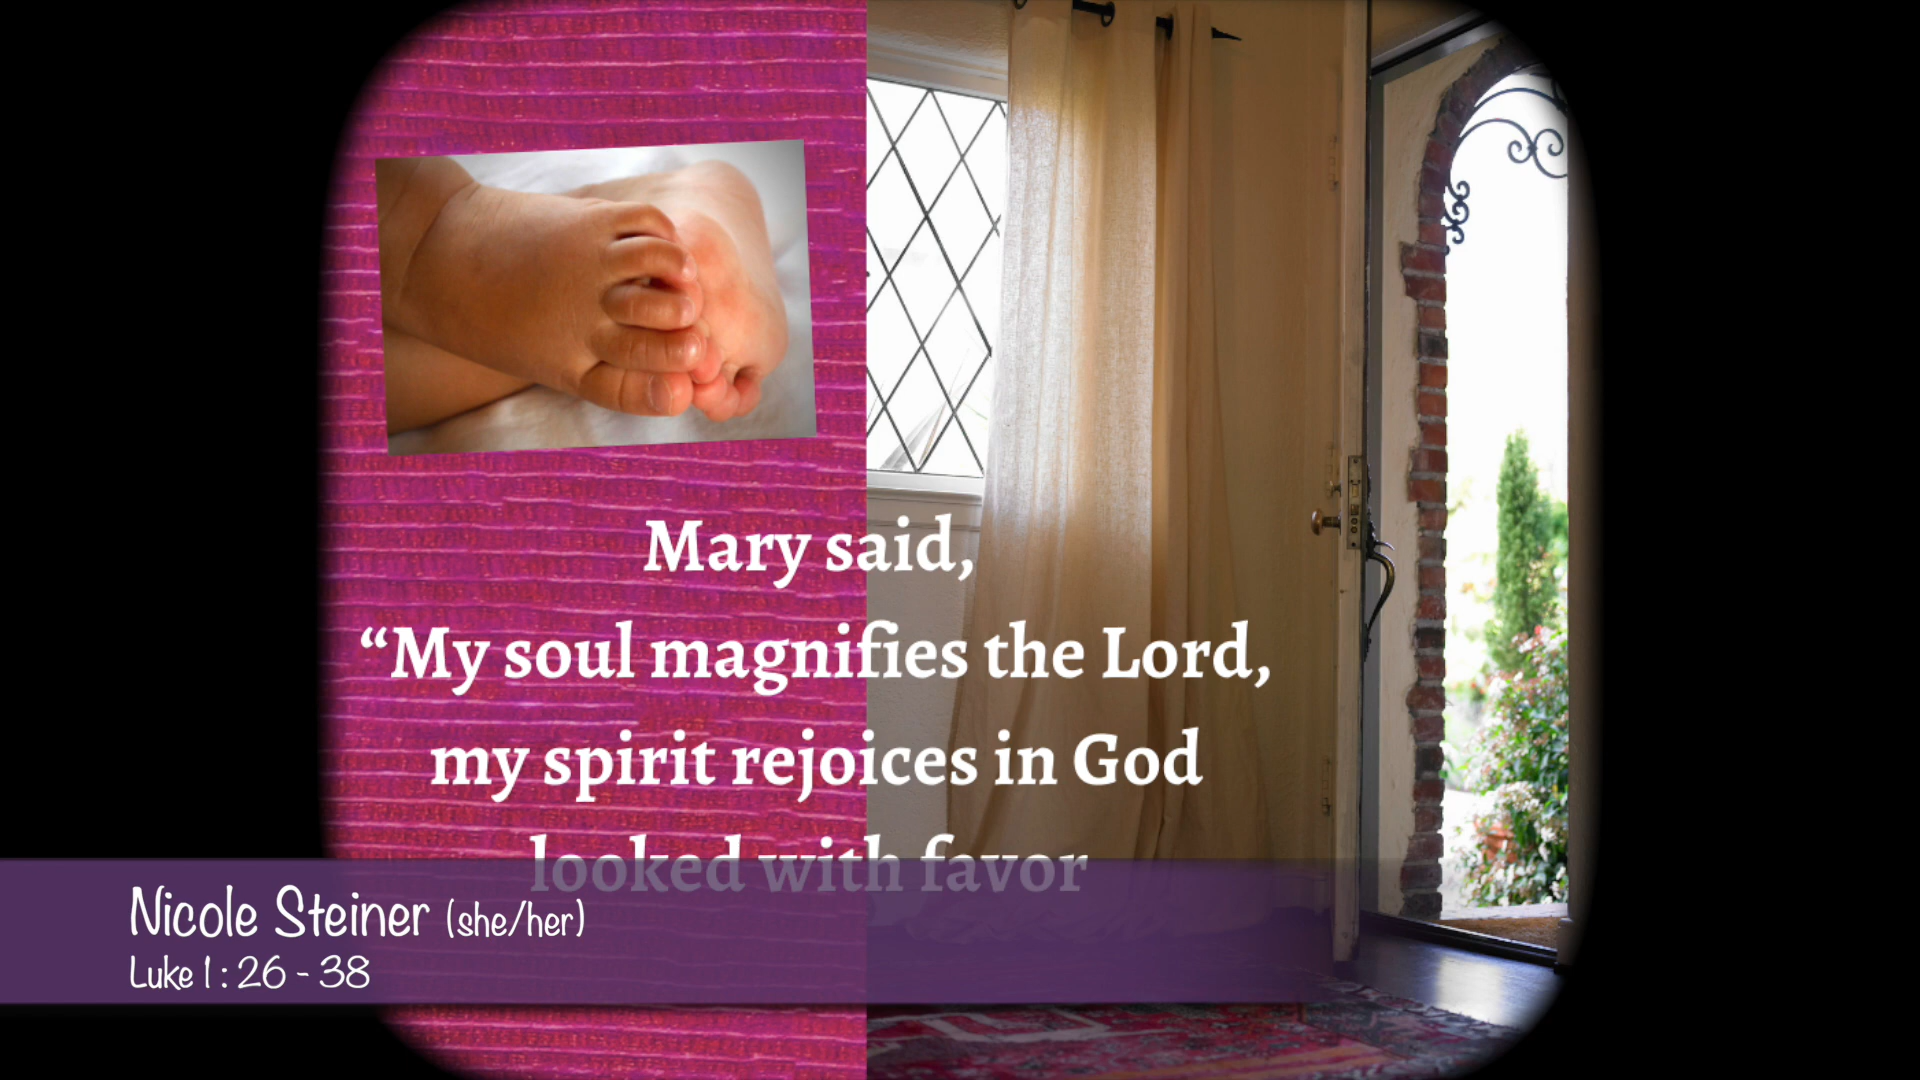 Mary said,
“My soul magnifies the Lord,
my spirit rejoices in God
looked with favor
Nicole Steiner (she/her)
Luke 1 : 26 - 38